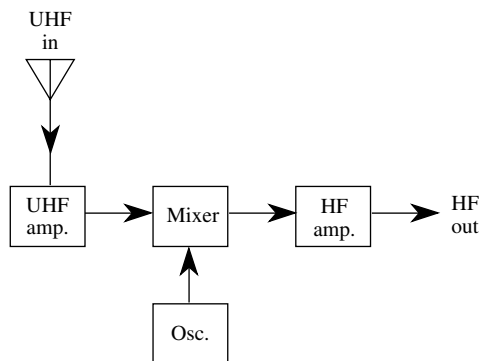 UHF
in
UHF
amp.
Mixer
HF
amp.
HF
out
Osc.